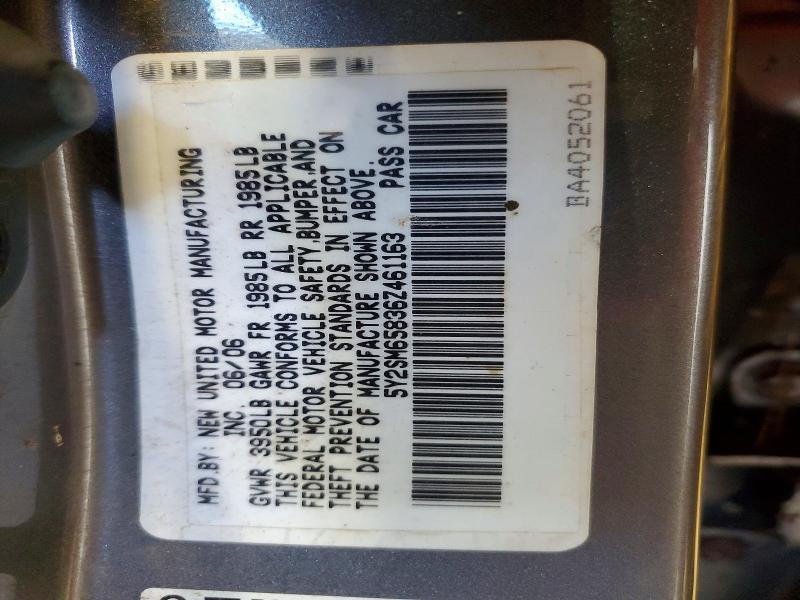 MFD.BY: NEW UNITED MOTOR MANUFACTURING
INC. 06/06
GVWR 3950LB GAWR FR 1985LB RR 1985LB
THIS VEHICLE CONFORMS TO ALL APPLICABLE
FEDERAL MOTOR VEHICLE SAFETY,BUMPER,AND
THEFT PREVENTION STANDARDS IN EFFECT ON
THE DATE OF MANUFACTURE SHOWN ABOVE.
5Y2SM65836Z461163 PASS CAR
BA4052061